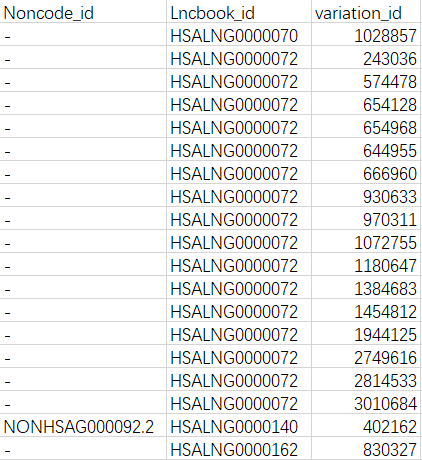 Noncode_id Lncbook_id variation_id
- HSALNG0000070 1028857
- HSALNG0000072 243036
- HSALNG0000072 574478
- HSALNG0000072 654128
- HSALNG0000072 654968
- HSALNG0000072 644955
- HSALNG0000072 666960
- HSALNG0000072 930633
- HSALNG0000072 970311
- HSALNG0000072 1072755
- HSALNG0000072 1180647
- HSALNG0000072 1384683
- HSALNG0000072 1454812
- HSALNG0000072 1944125
- HSALNG0000072 2749616
- HSALNG0000072 2814533
- HSALNG0000072 3010684
NONHSAG000092.2 HSALNG0000140 402162
- HSALNG0000162 830327